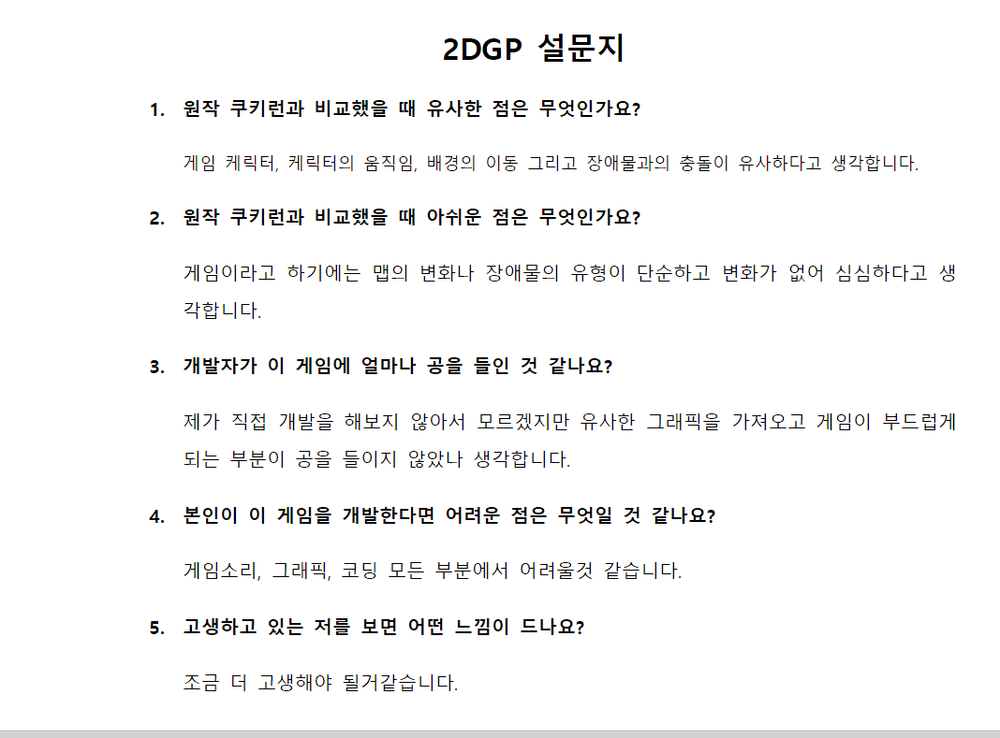 2DGP 설문지
1. 원작 쿠키런과 비교했을 때 유사한 점은 무엇인가요?
게임 케릭터, 케릭터의 움직임, 배경의 이동 그리고 장애물과의 충돌이 유사하다고 생각합니다.
2. 원작 쿠키런과 비교했을 때 아쉬운 점은 무엇인가요?
게임이라고 하기에는 맵의 변화나 장애물의 유형이 단순하고 변화가 없어 심심하다고 생
각합니다.
3. 개발자가 이 게임에 얼마나 공을 들인 것 같나요?
제가 직접 개발을 해보지 않아서 모르겠지만 유사한 그래픽을 가져오고 게임이 부드럽게
되는 부분이 공을 들이지 않았나 생각합니다.
4. 본인이 이 게임을 개발한다면 어려운 점은 무엇일 것 같나요?
게임소리, 그래픽, 코딩 모든 부분에서 어려울것 같습니다.
5. 고생하고 있는 저를 보면 어떤 느낌이 드나요?
조금 더 고생해야 될거같습니다.